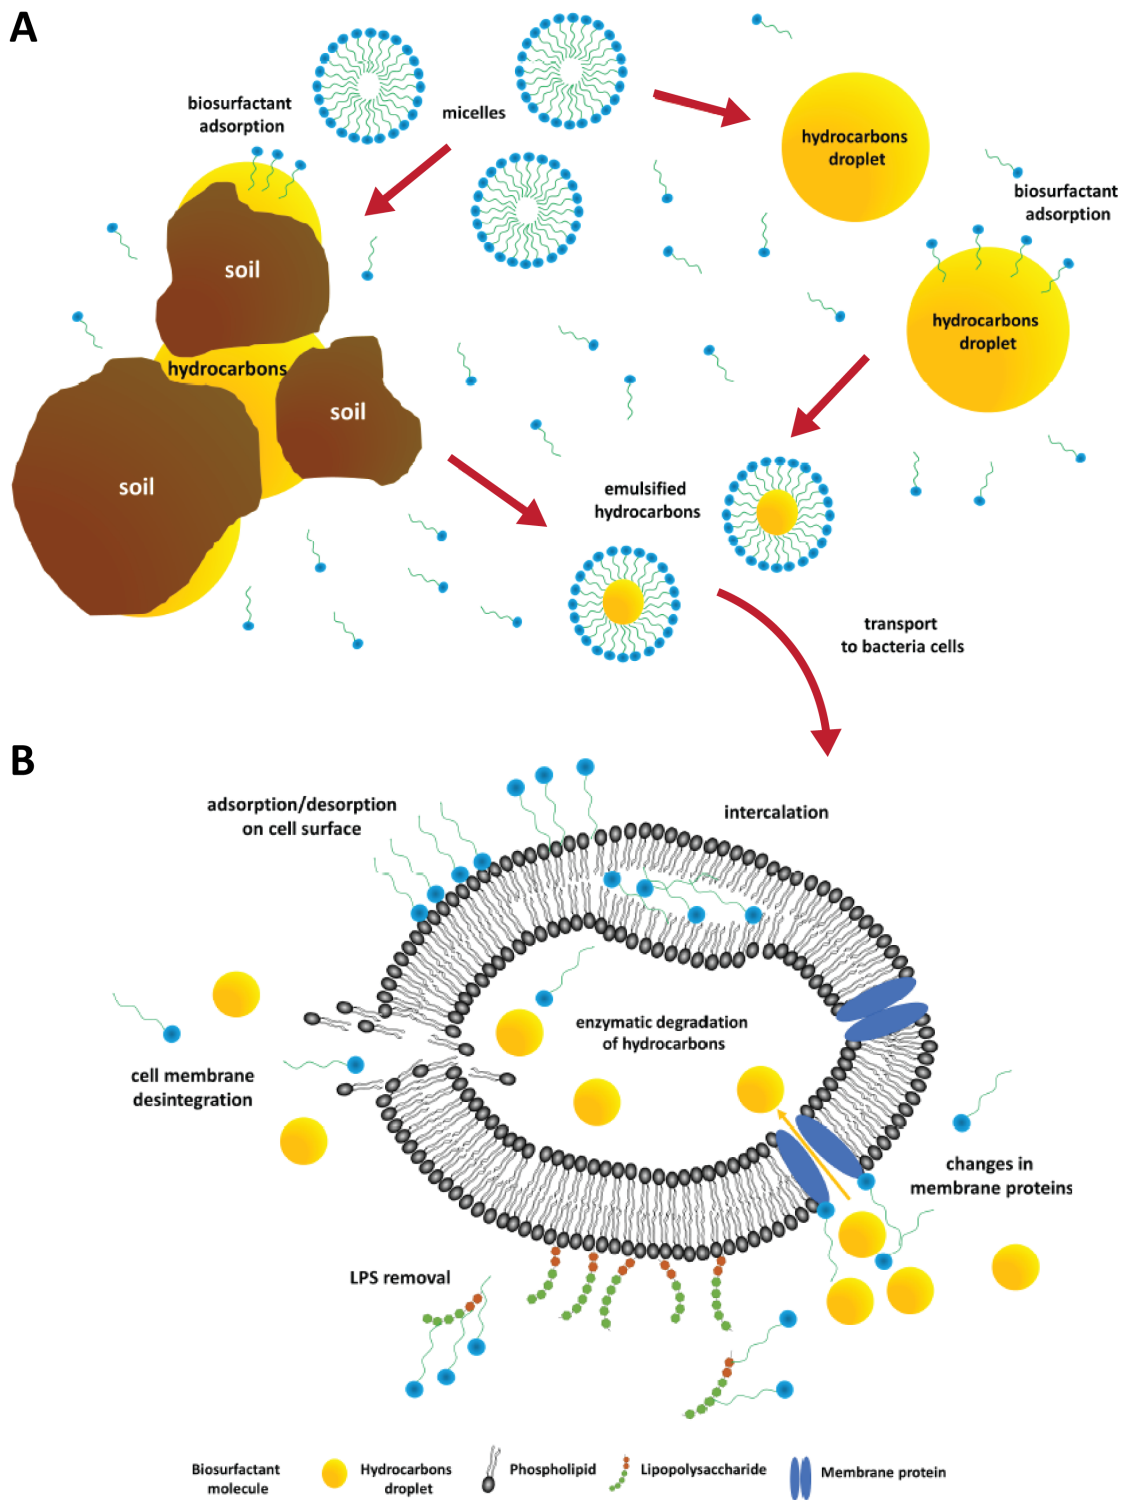 A
biosurfactant
adsorption
micelles
hydrocarbons
droplet
biosurfactant
adsorption
soil
hydrocarbons
droplet
hydrocarbons
soil
soil
emulsified
hydrocarbons
transport
to bacteria cells
B
adsorption/desorption
on cell surface
intercalation
enzymatic degradation
of hydrocarbons
cell membrane
desintegration
changes in
membrane proteins
LPS removal
Biosurfactant
molecule
Hydrocarbons
droplet
Phospholipid
Lipopolysaccharide
Membrane protein